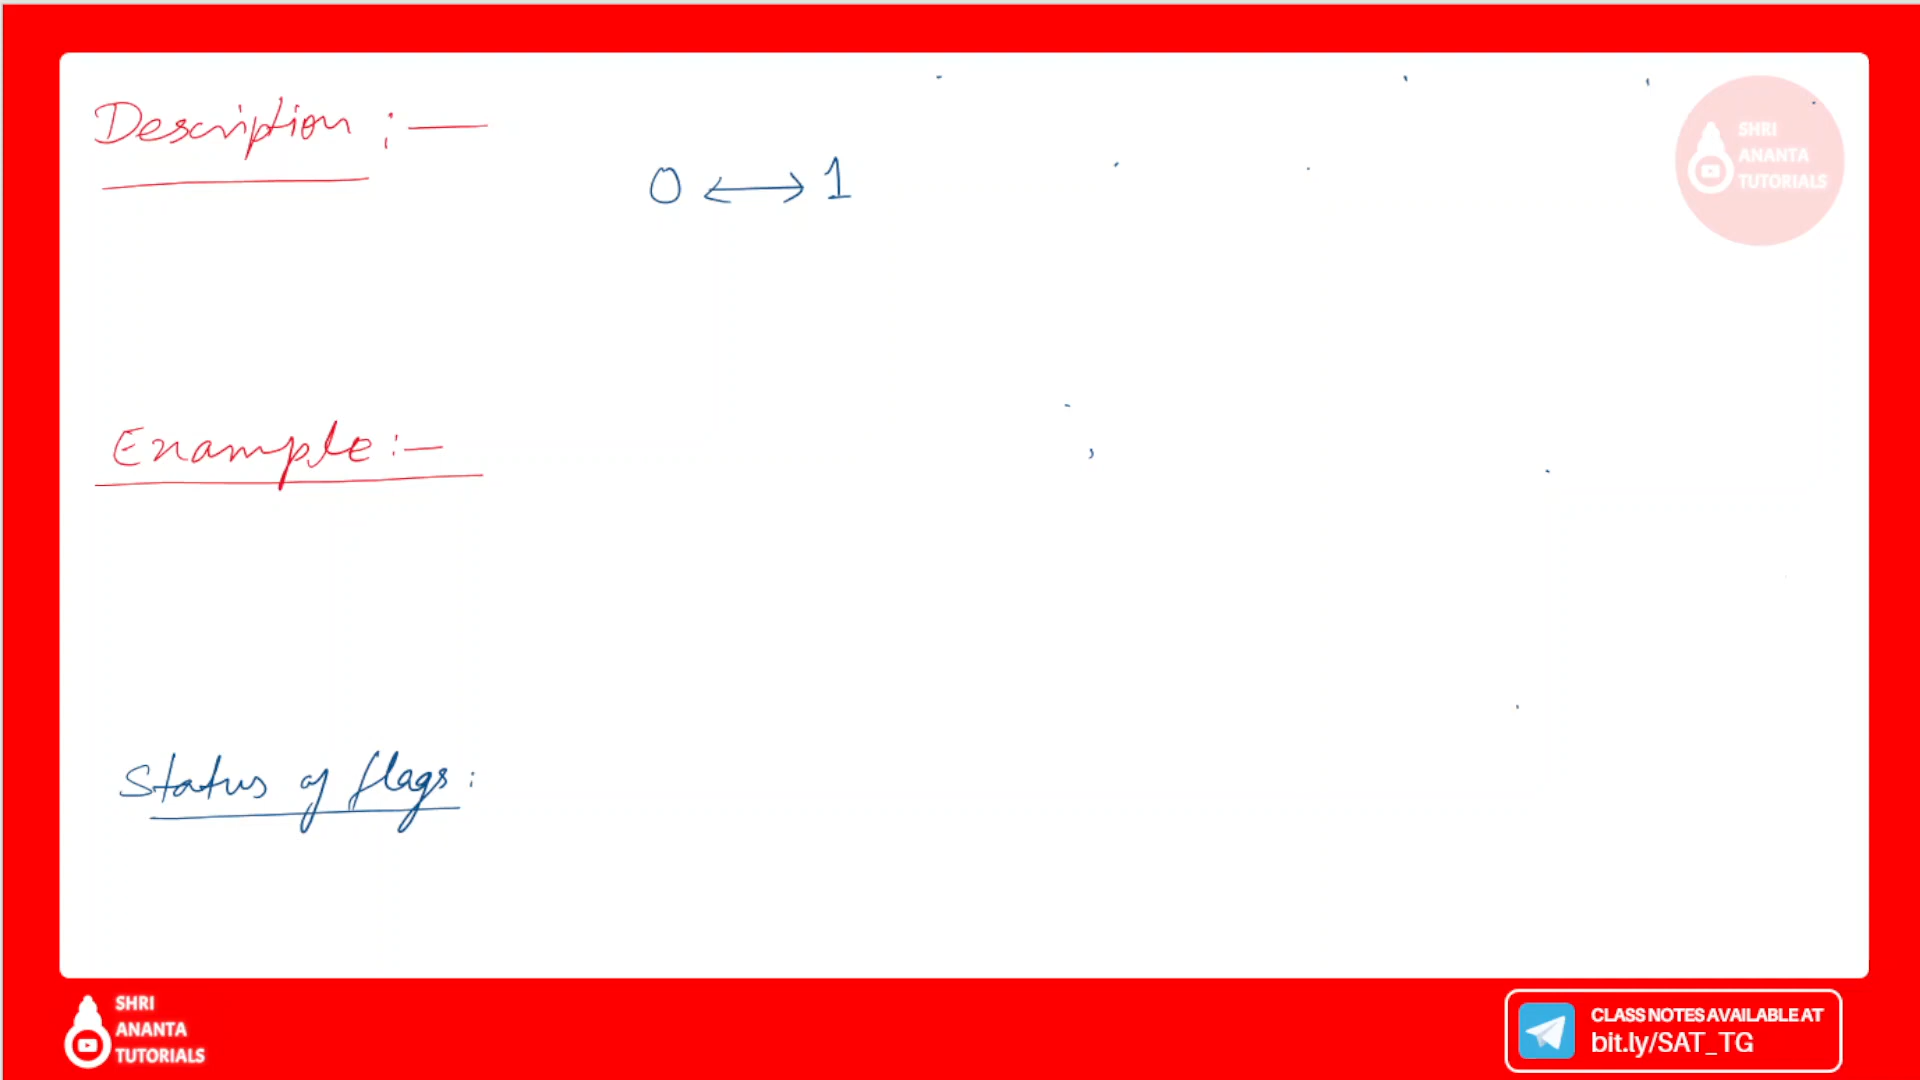 Description :—
0 ↔ 1
SHRI
ANANTA
TUTORIALS
Example :—
Status of flags :
SHRI
ANANTA
TUTORIALS
CLASS NOTES AVAILABLE AT
bit.ly/SAT_TG